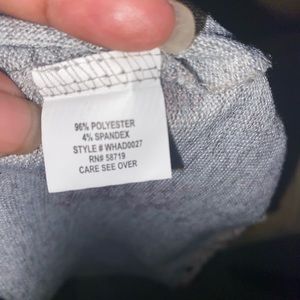 96% POLYESTER
4% SPANDEX
STYLE # WHAD0027
RN# 58719
CARE SEE OVER